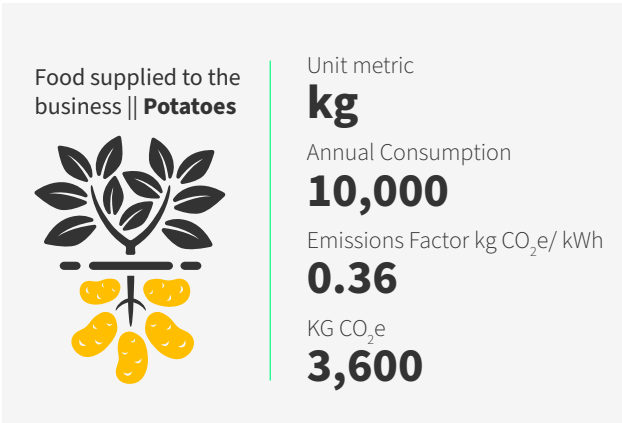 Food supplied to the
business || Potatoes
Unit metric
kg
Annual Consumption
10,000
Emissions Factor kg CO₂e/ kWh
0.36
KG CO₂e
3,600